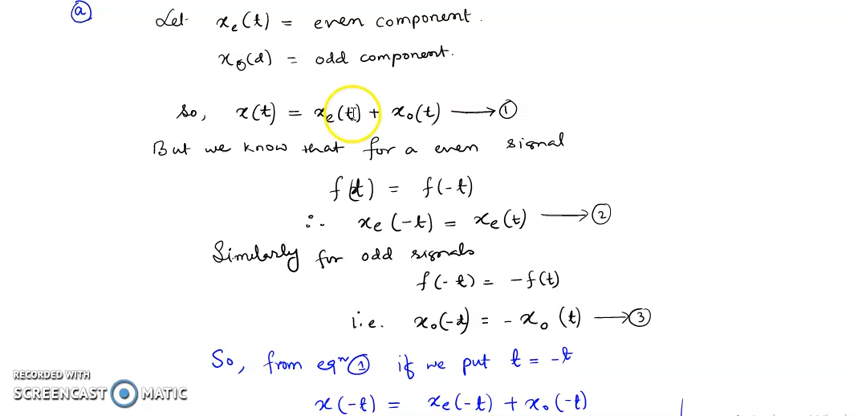 (a) Let x_e(t) = even component.
x_o(t) = odd component.
So, x(t) = x_e(t) + x_o(t) ⟶ (1)
But we know that for a even signal
f(t) = f(-t)
∴ x_e(-t) = x_e(t) ⟶ (2)
Similarly for odd signals
f(-t) = -f(t)
i.e. x_o(-t) = -x_o(t) ⟶ (3)
So, from eqⁿ (1) if we put t = -t
x(-t) = x_e(-t) + x_o(-t)
RECORDED WITH
SCREENCAST MATIC